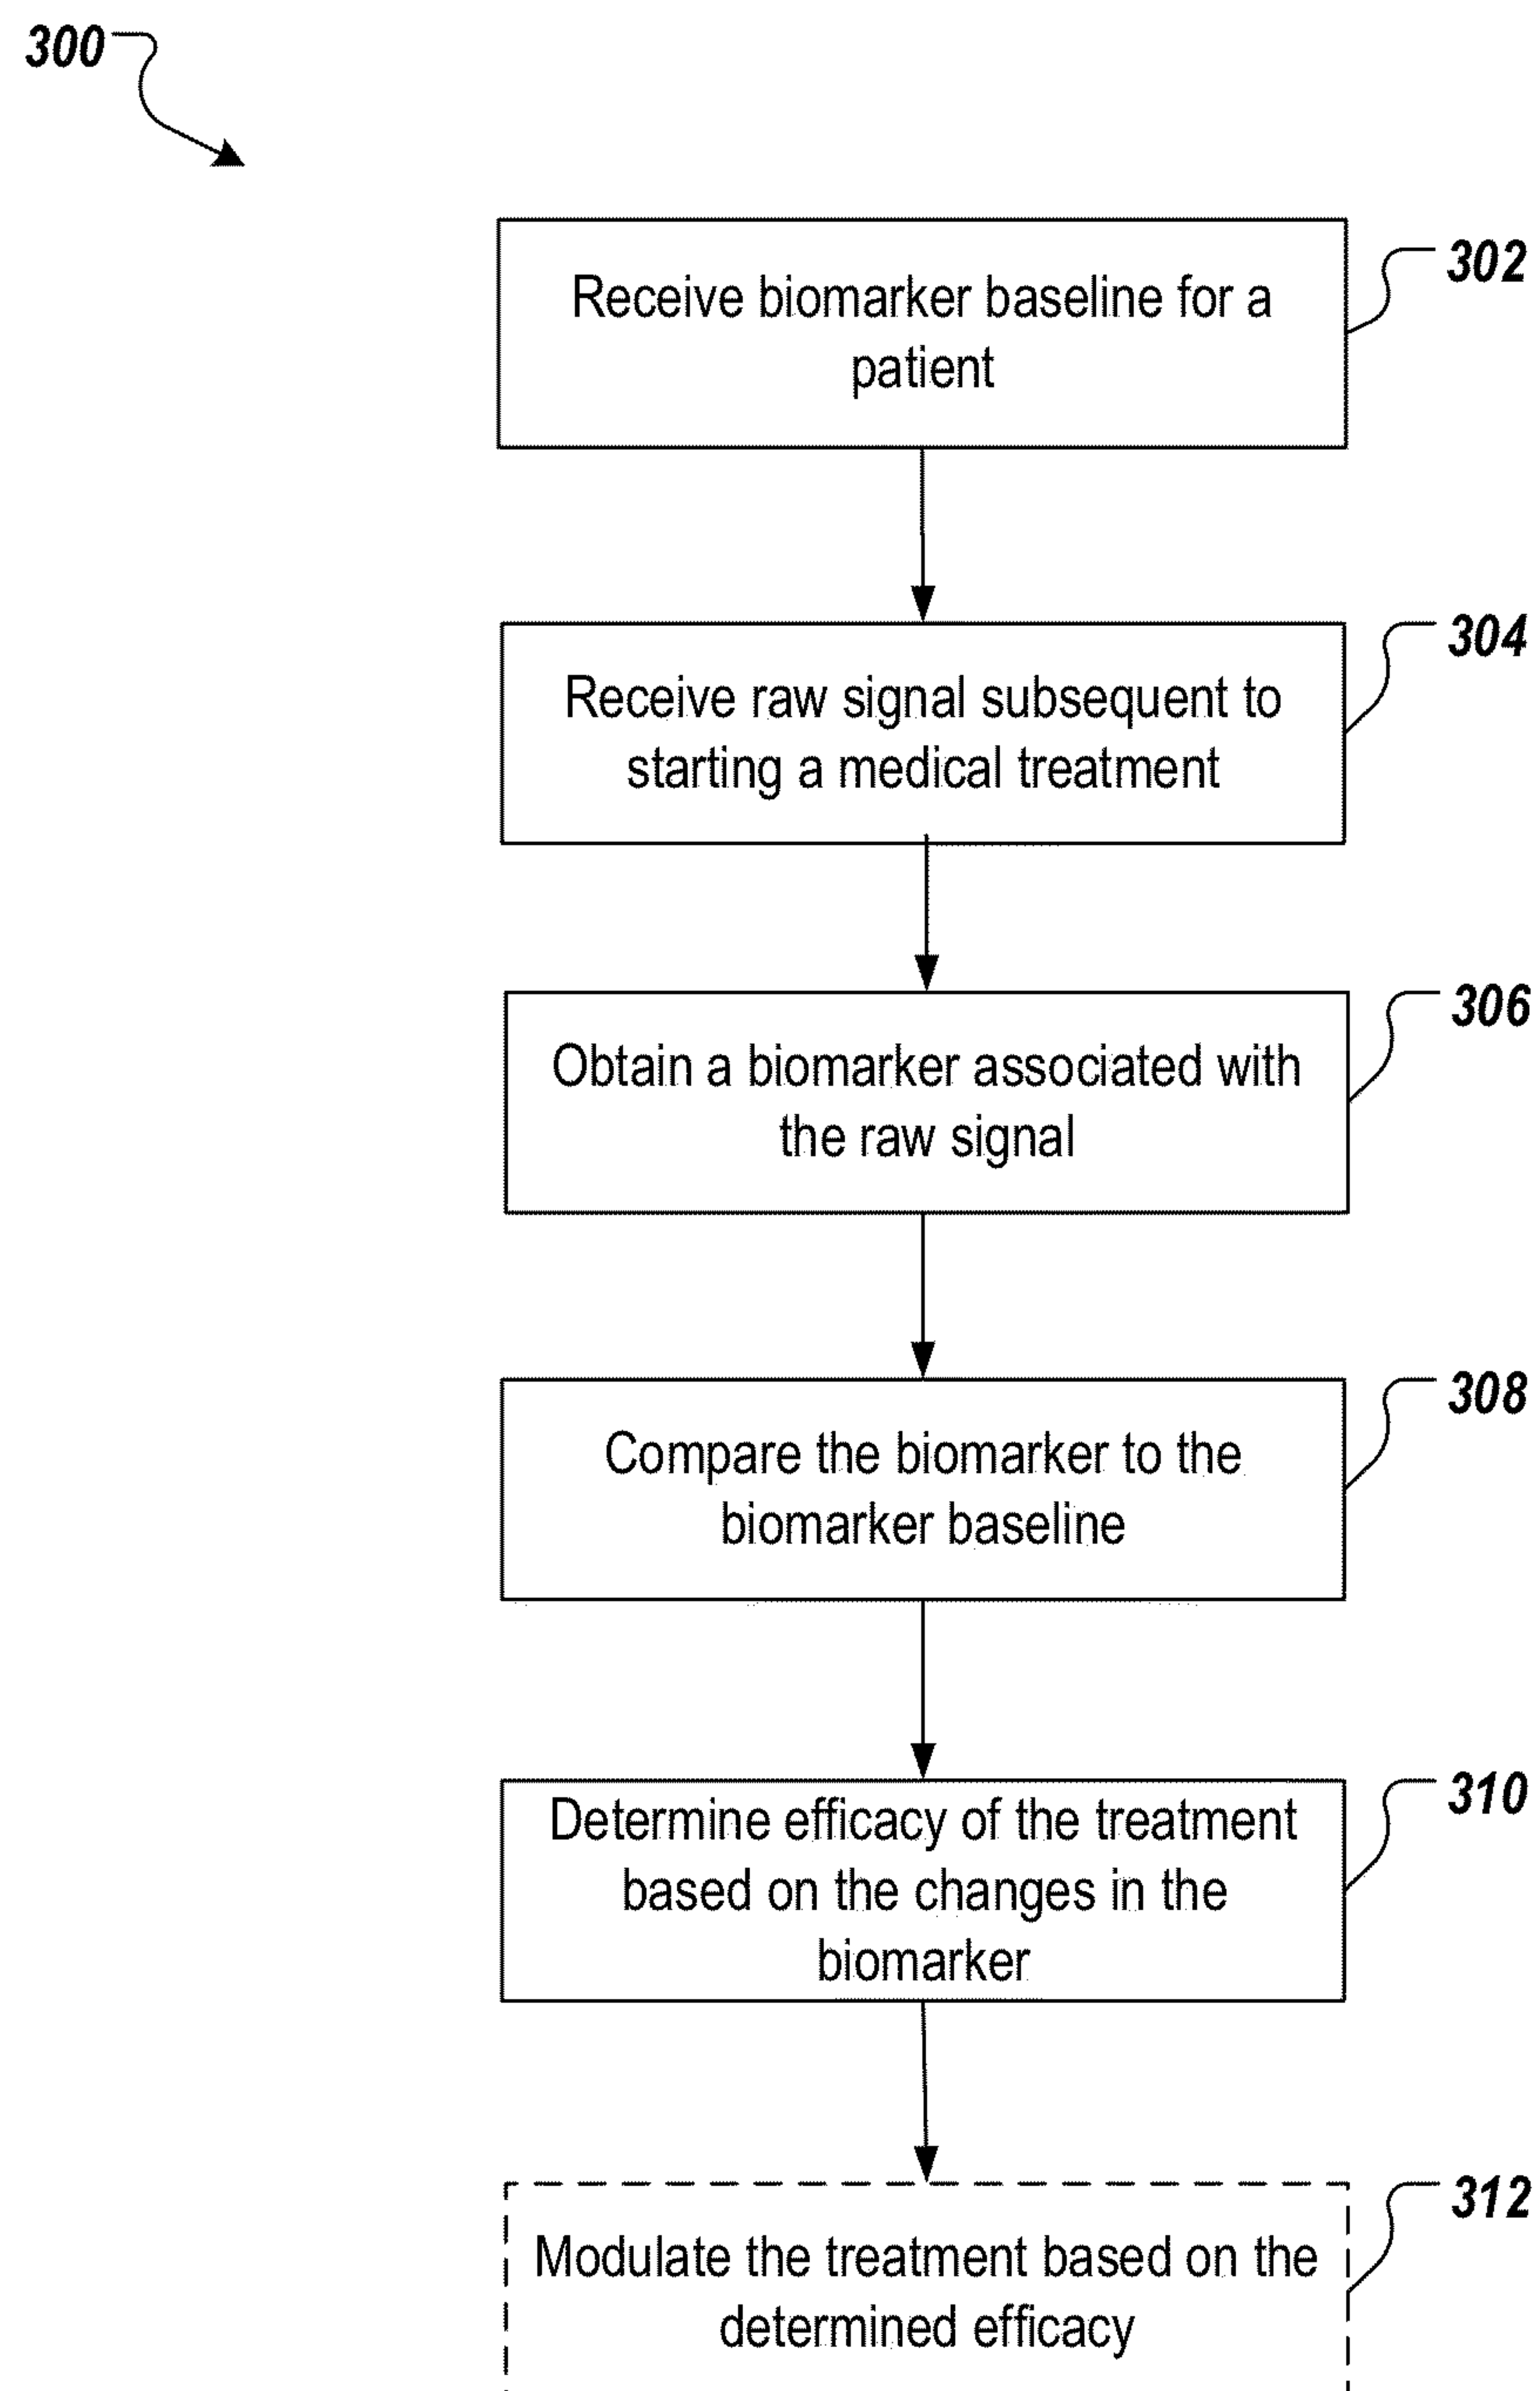 300
Receive biomarker baseline for a
patient
302
Receive raw signal subsequent to
starting a medical treatment
304
Obtain a biomarker associated with
the raw signal
306
Compare the biomarker to the
biomarker baseline
308
Determine efficacy of the treatment
based on the changes in the
biomarker
310
Modulate the treatment based on the
determined efficacy
312